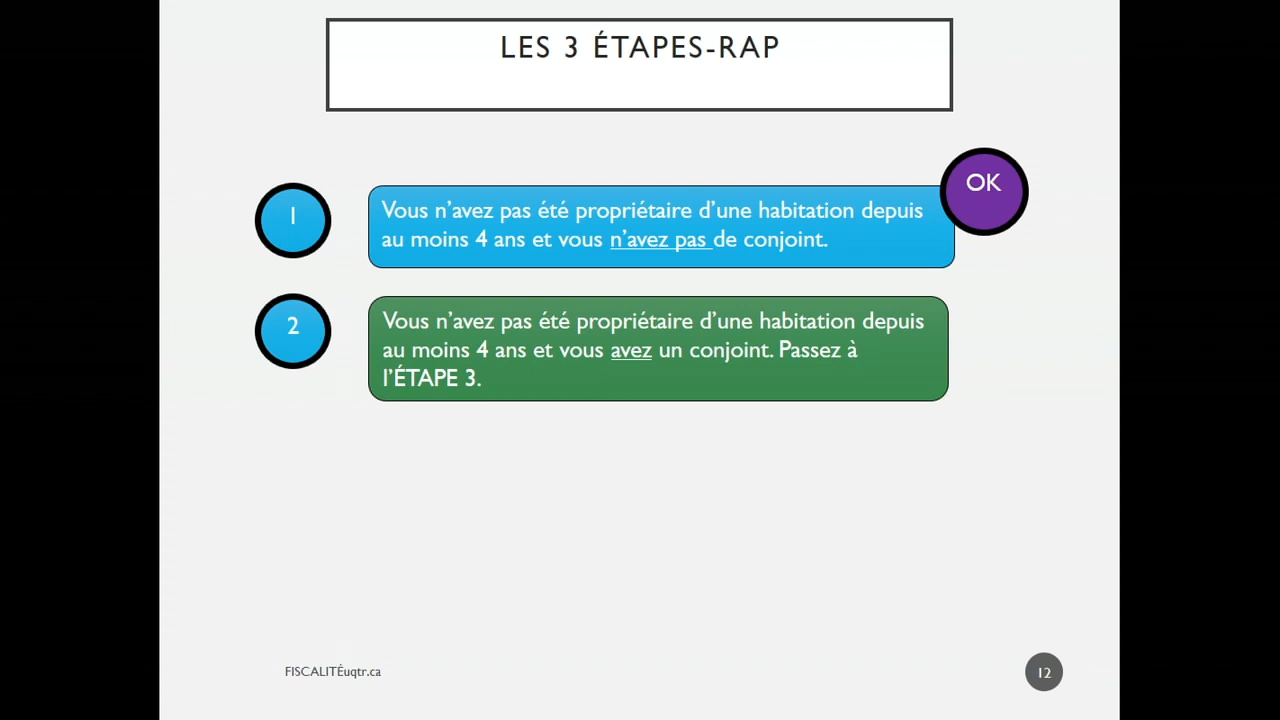 LES 3 ÉTAPES-RAP
OK
1
Vous n’avez pas été propriétaire d’une habitation depuis
au moins 4 ans et vous n’avez pas de conjoint.
2
Vous n’avez pas été propriétaire d’une habitation depuis
au moins 4 ans et vous avez un conjoint. Passez à
l’ÉTAPE 3.
FISCALITÉuqtr.ca
12